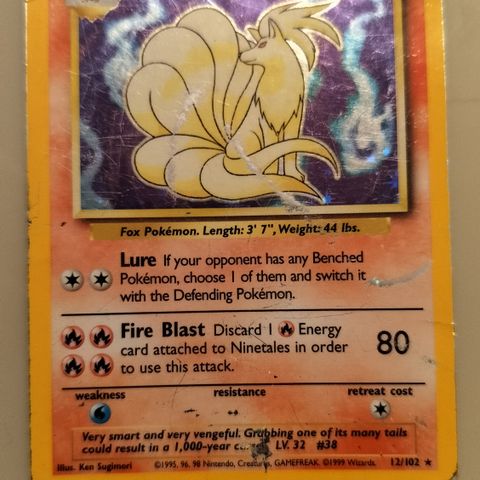 Fox Pokémon. Length: 3' 7", Weight: 44 lbs.
Lure If your opponent has any Benched
Pokémon, choose 1 of them and switch it
with the Defending Pokémon.
Fire Blast Discard 1 Energy
card attached to Ninetales in order
to use this attack.
80
weakness resistance retreat cost
Very smart and very vengeful. Grabbing one of its many tails
could result in a 1,000-year LV. 32 #38
Illus. Ken Sugimori ©1995, 96, 98 Nintendo, Creatures, GAMEFREAK. ©1999 Wizards. 12/102